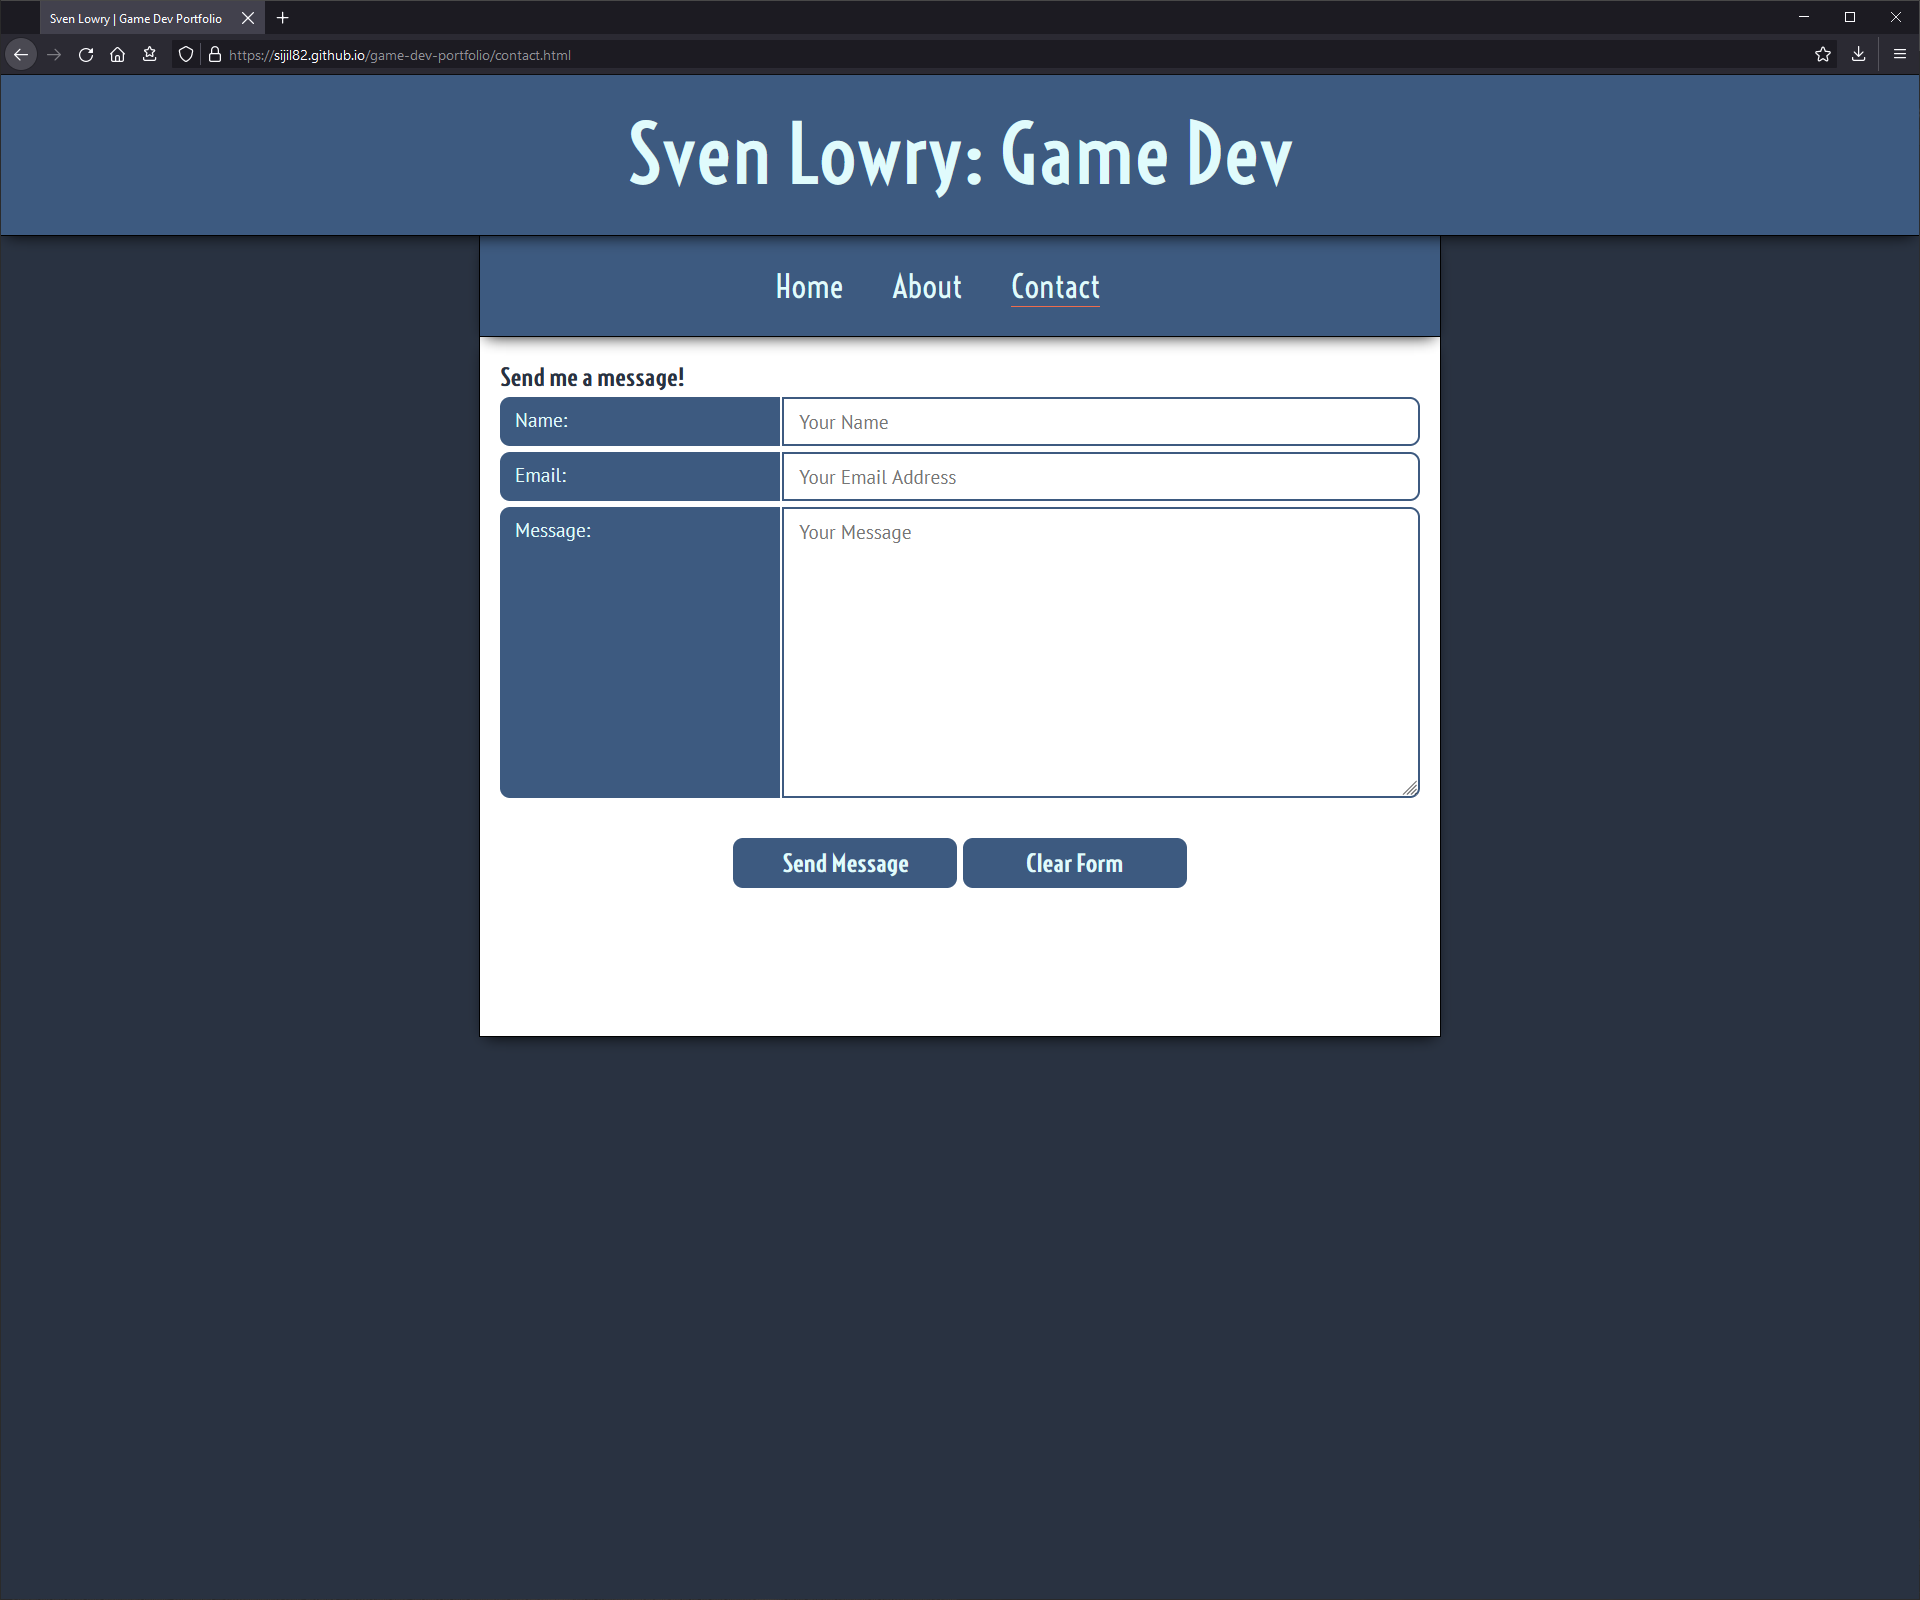 Sven Lowry | Game Dev Portfolio
https://sijil82.github.io/game-dev-portfolio/contact.html
Sven Lowry: Game Dev
Home About Contact
Send me a message!
Name: Your Name
Email: Your Email Address
Message: Your Message
Send Message Clear Form